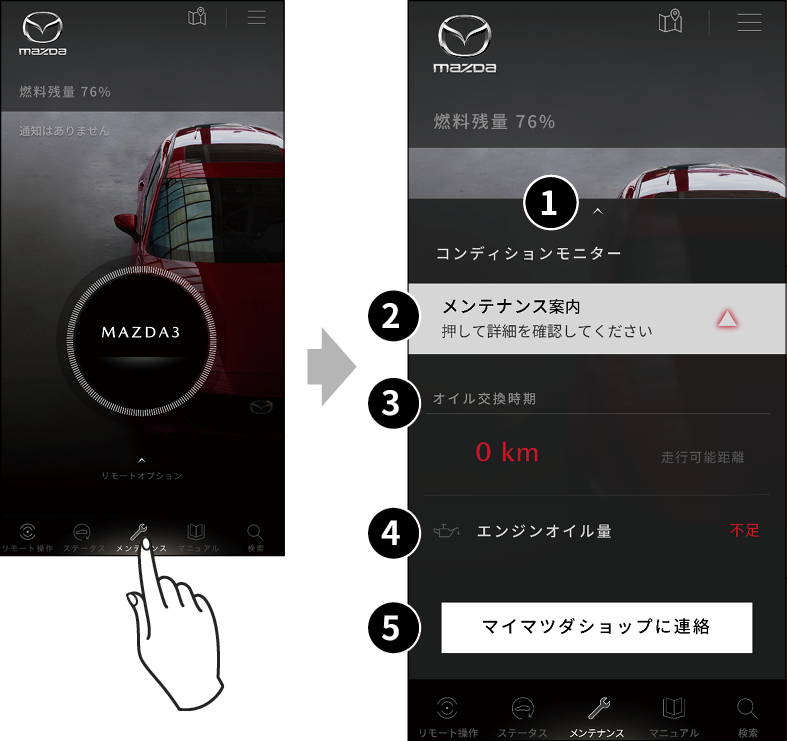 mazda
燃料残量 76%
通知はありません
MAZDA3
リモートオプション
リモート操作
ステータス
メンテナンス
マニュアル
検索
mazda
燃料残量 76%
1
コンディションモニター
2
メンテナンス案内
押して詳細を確認してください
3
オイル交換時期
0 km
走行可能距離
4
エンジンオイル量
不足
5
マイマツダショップに連絡
リモート操作
ステータス
メンテナンス
マニュアル
検索